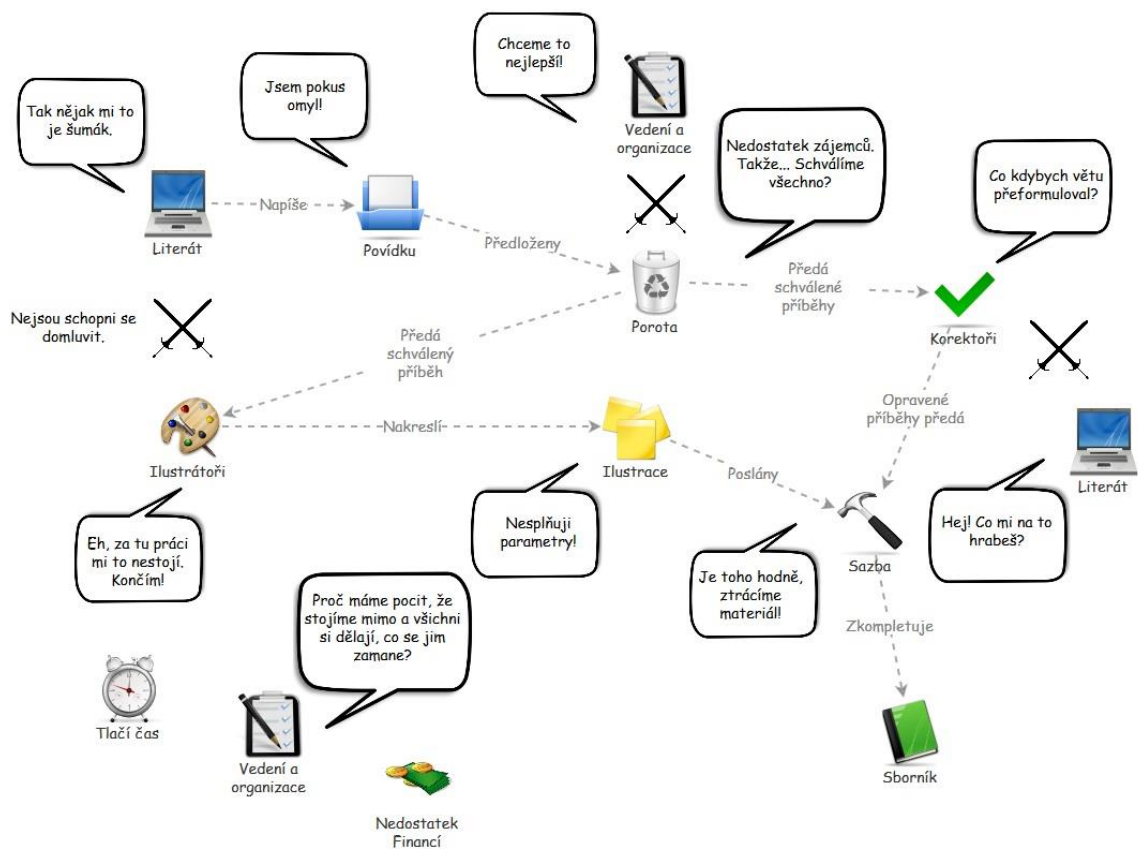 Chceme to
nejlepší!
Vedení a
organizace
Jsem pokus
omyl!
Tak nějak mi to
je šumák.
Nedostatek zájemců.
Takže... Schválíme
všechno?
Co kdybych větu
přeformuloval?
Literát
Napíše
Povídku
Předloženy
Porota
Předá
schválené
příběhy
Korektoři
Nejsou schopni se
domluvit.
Předá
schválený
příběh
Opravené
příběhy předá
Ilustrátoři
Nakreslí
Ilustrace
Poslány
Literát
Hej! Co mi na to
hrabeš?
Eh, za tu práci
mi to nestojí.
Končím!
Nesplňuji
parametry!
Sazba
Je toho hodně,
ztrácíme
materiál!
Proč máme pocit, že
stojíme mimo a všichni
si dělají, co se jim
zamane?
Zkompletuje
Tlačí čas
Vedení a
organizace
Sborník
Nedostatek
Financí